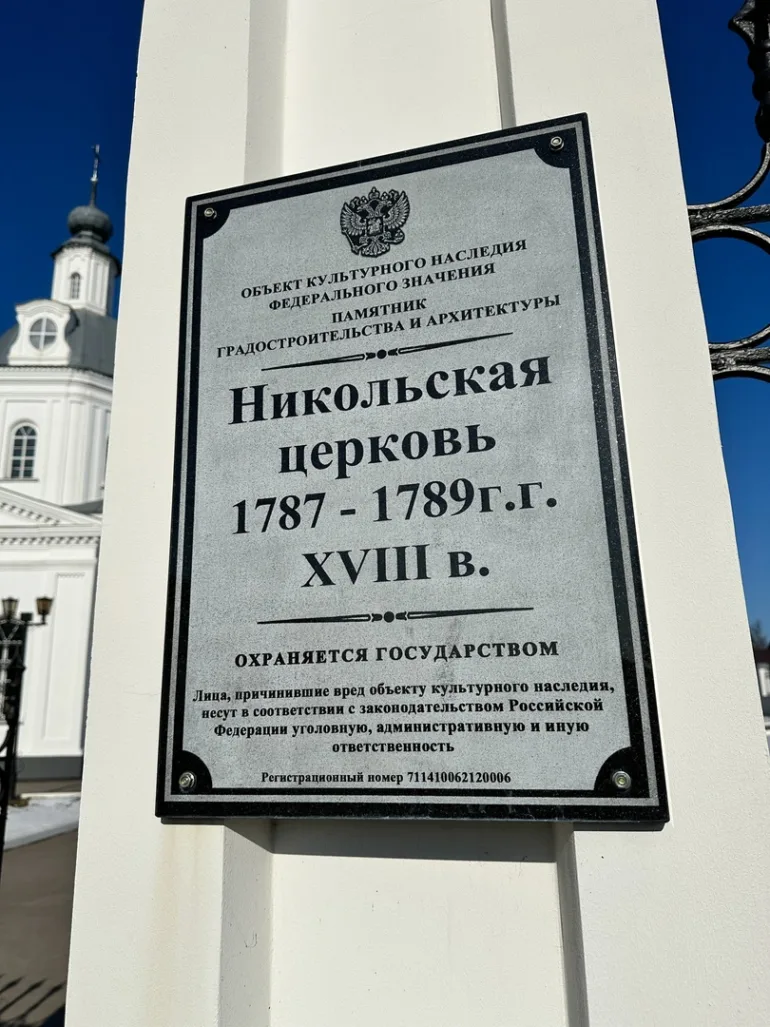 ОБЪЕКТ КУЛЬТУРНОГО НАСЛЕДИЯ
ФЕДЕРАЛЬНОГО ЗНАЧЕНИЯ
ПАМЯТНИК
ГРАДОСТРОИТЕЛЬСТВА И АРХИТЕКТУРЫ
Никольская
церковь
1787 - 1789г.г.
XVIII в.
ОХРАНЯЕТСЯ ГОСУДАРСТВОМ
Лица, причинившие вред объекту культурного наследия,
несут в соответствии с законодательством Российской
Федерации уголовную, административную и иную
ответственность
Регистрационный номер 711410062120006